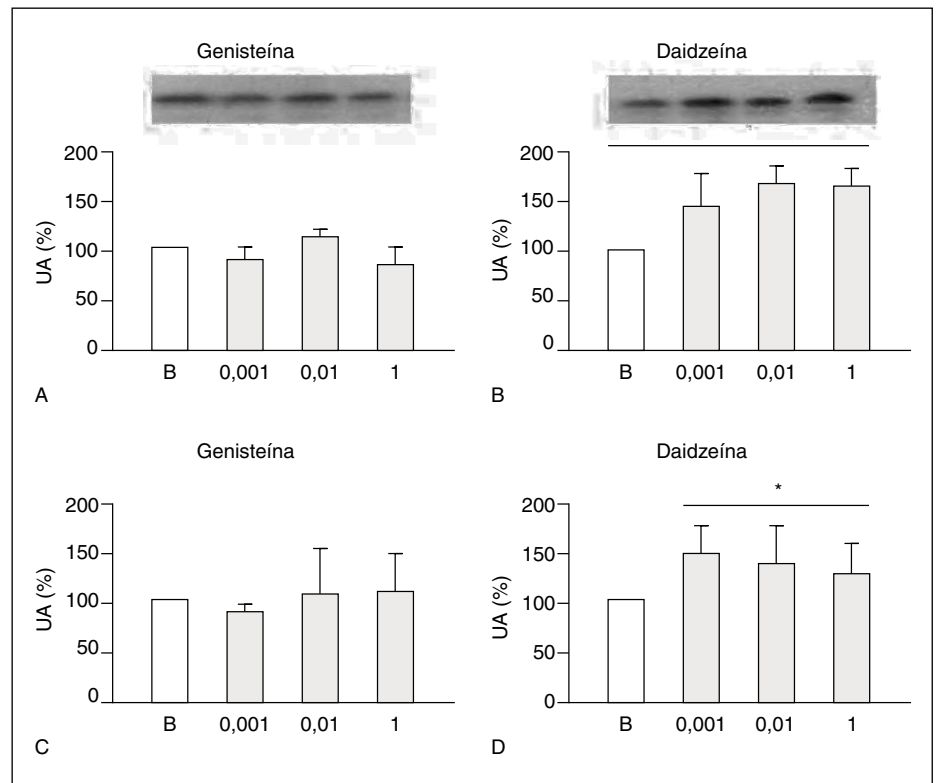 Genisteína
200
150
100
50
0
UA (%)
B 0,001 0,01 1
A
Daidzeína
200
150
100
50
0
UA (%)
B 0,001 0,01 1
B
Genisteína
200
150
100
50
0
UA (%)
B 0,001 0,01 1
C
Daidzeína
*
200
150
100
50
0
UA (%)
B 0,001 0,01 1
D